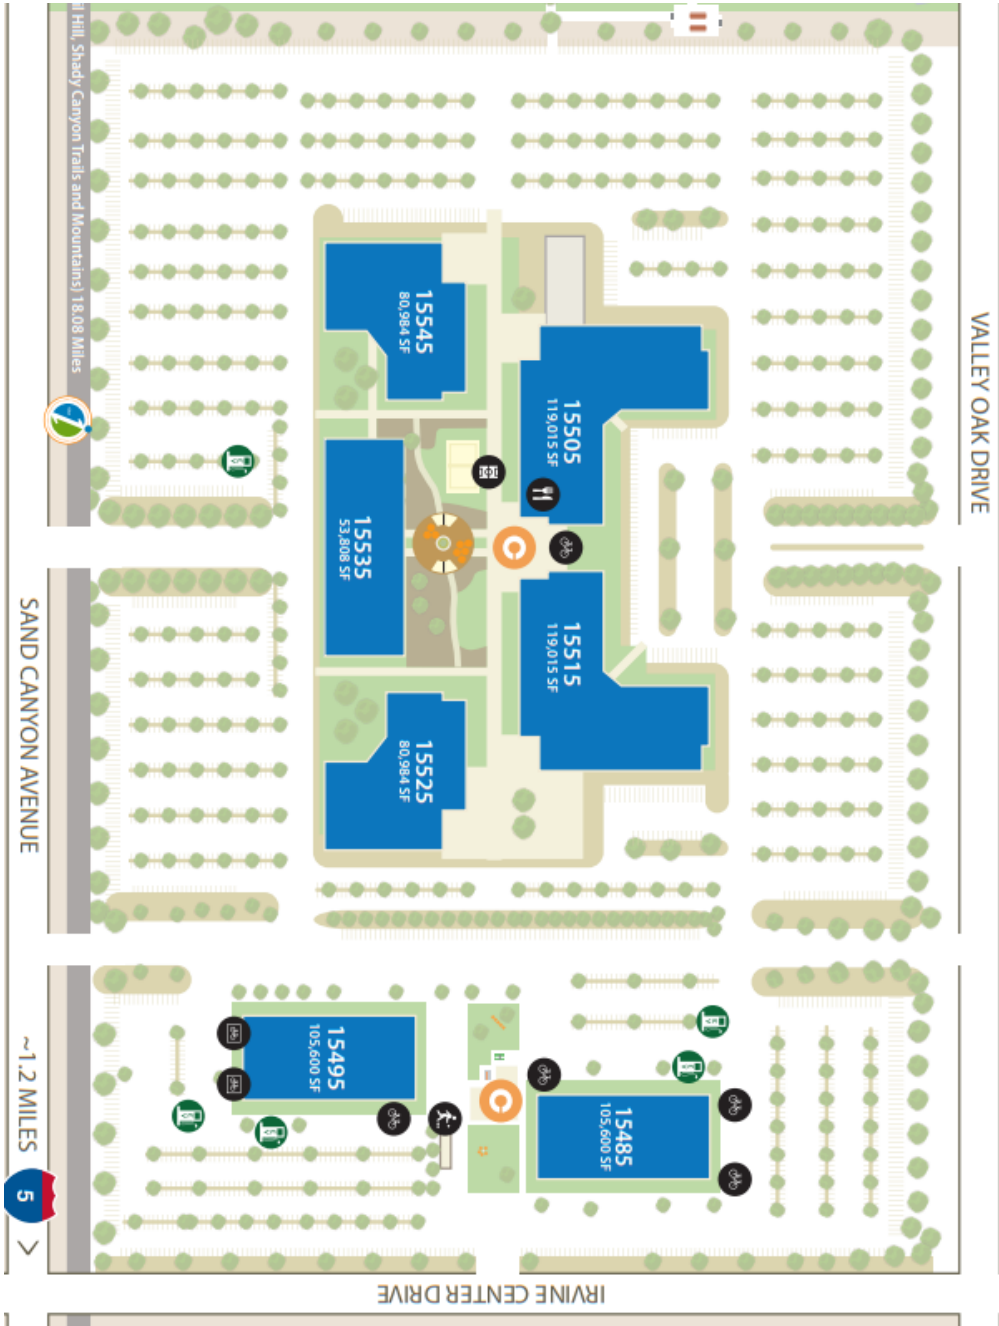 il Hill, Shady Canyon Trails and Mountains) 18.08 Miles
VALLEY OAK DRIVE
15545
80,984 SF
15505
119,015 SF
15535
53,808 SF
15515
119,015 SF
15525
80,984 SF
SAND CANYON AVENUE
15495
105,600 SF
15485
105,600 SF
~1.2 MILES
5
IRVINE CENTER DRIVE